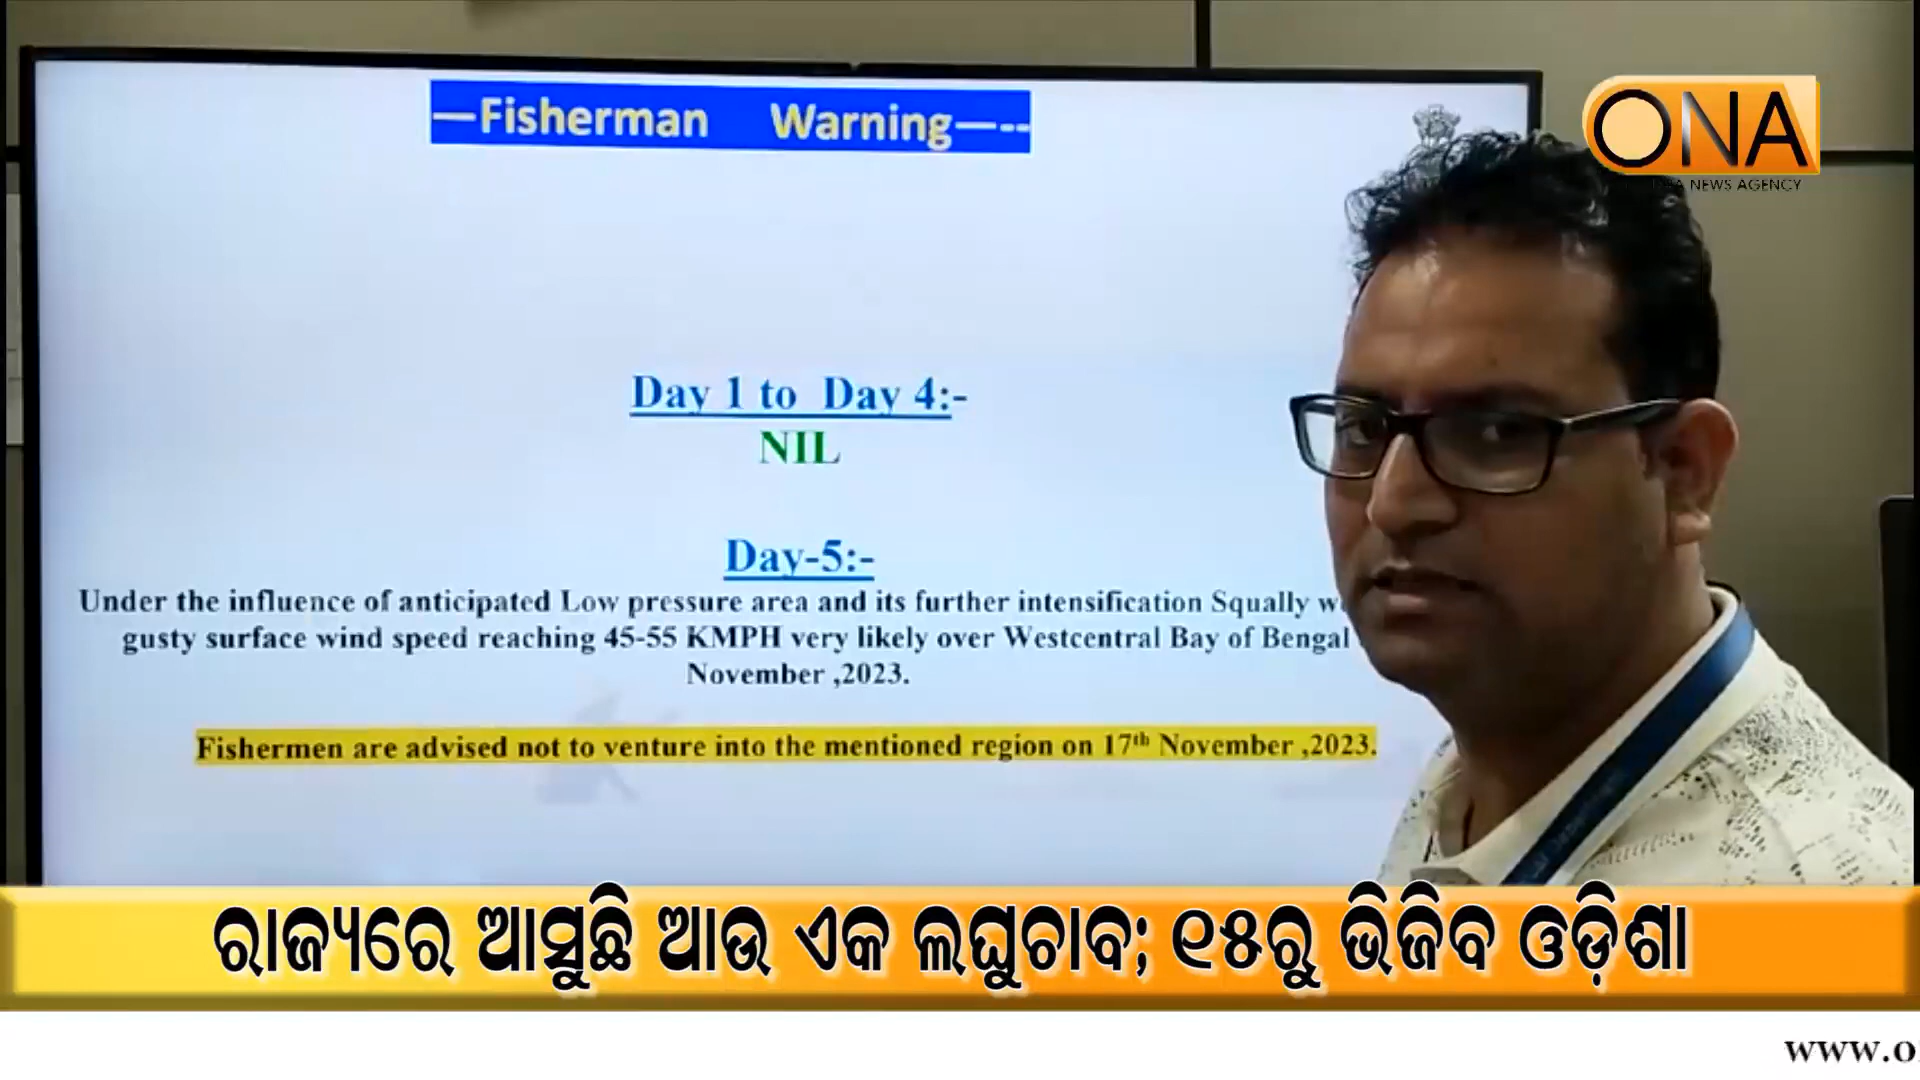 —Fisherman Warning—--
ONA
NEWS AGENCY
Day 1 to Day 4:-
NIL
Day-5:-
Under the influence of anticipated Low pressure area and its further intensification Squally
gusty surface wind speed reaching 45-55 KMPH very likely over Westcentral Bay of Bengal
November ,2023.
Fishermen are advised not to venture into the mentioned region on 17th November ,2023.
ରାଜ୍ୟରେ ଆସୁଛି ଆଉ ଏକ ଲଘୁଚାପ; ୧୫ରୁ ଭିଜିବ ଓଡ଼ିଶା
www.o